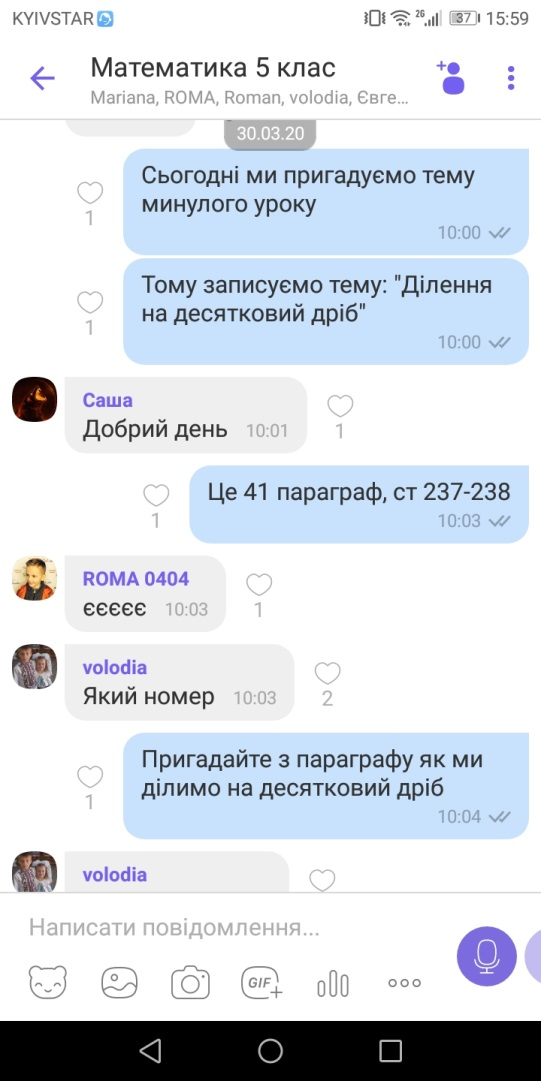 KYIVSTAR 2G 37 15:59
Математика 5 клас
Mariana, ROMA, Roman, volodia, Євге...
30.03.20
Сьогодні ми пригадуємо тему
минулого уроку
10:00
1
Тому записуємо тему: "Ділення
на десятковий дріб"
10:00
1
Саша
Добрий день 10:01
1
Це 41 параграф, ст 237-238
10:03
1
ROMA 0404
єєєєє 10:03
1
volodia
Який номер 10:03
2
Пригадайте з параграфу як ми
ділимо на десятковий дріб
10:04
1
volodia
Написати повідомлення...
GIF